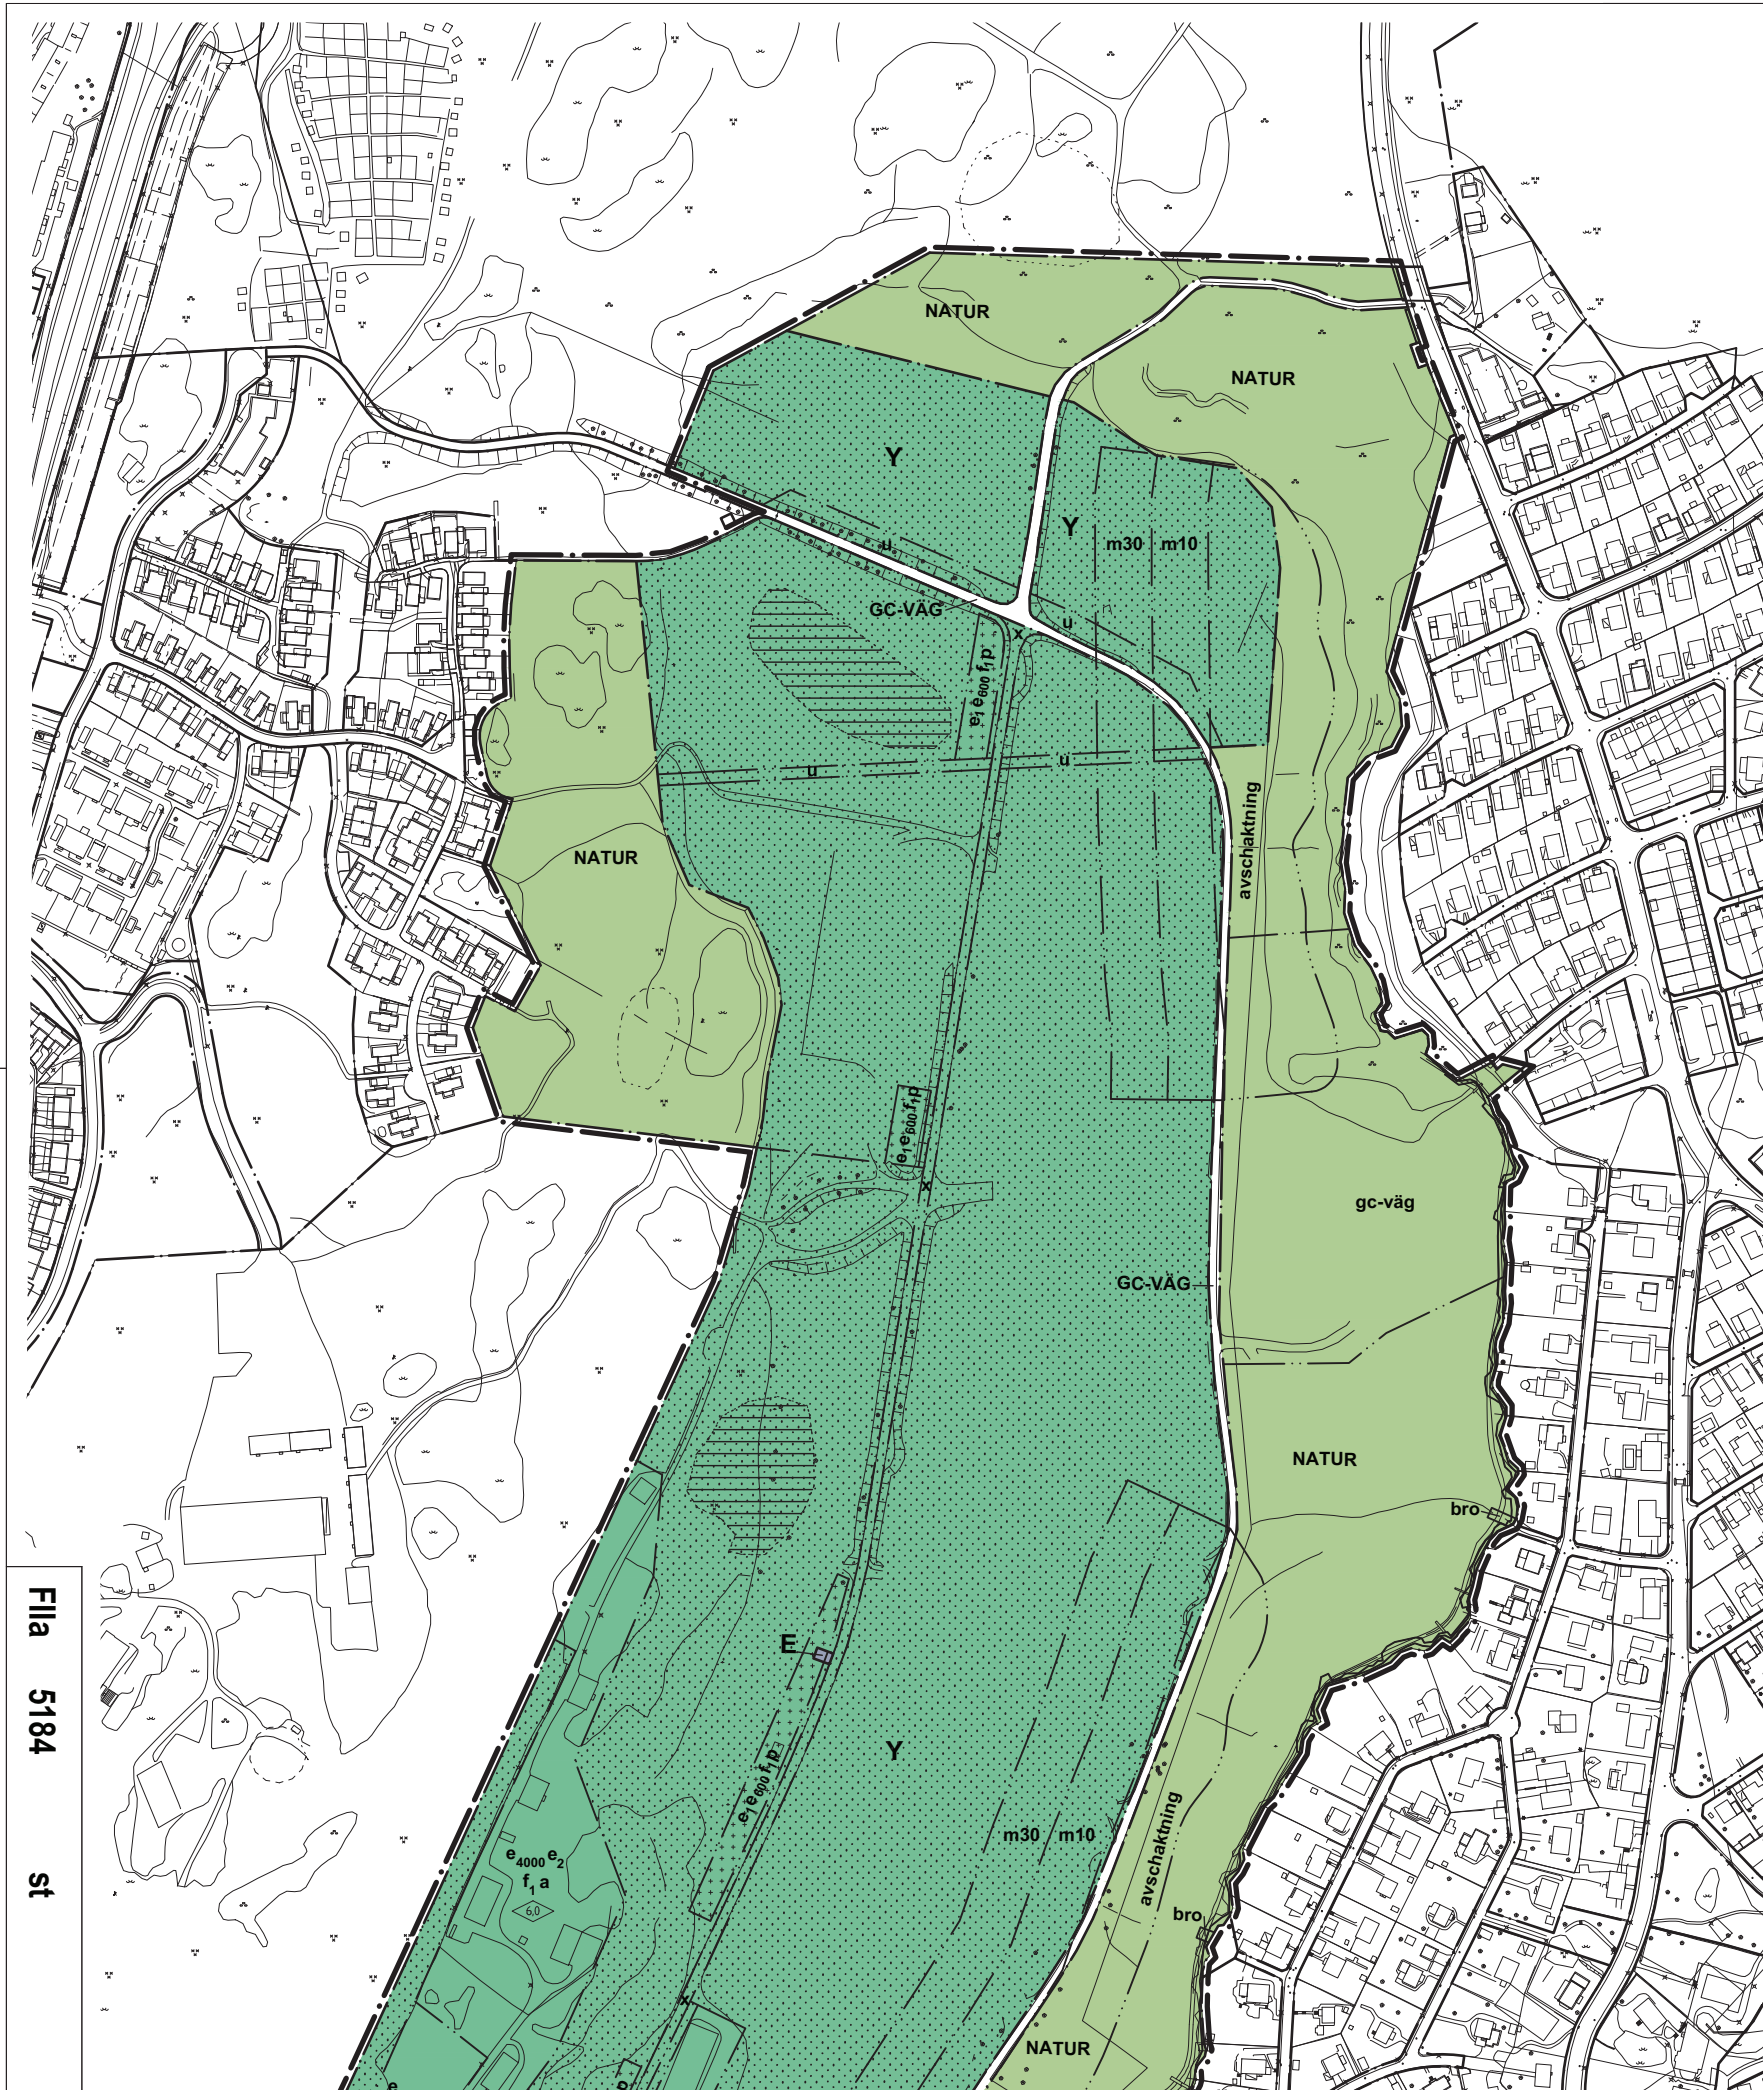 NATUR
NATUR
Y
Y
m30 m10
u
GC-VÄG
u
x
e1 e600 f1 p
u
u
avschaktning
NATUR
e1 e600 f1 p
x
gc-väg
GC-VÄG
NATUR
bro
E
Y
e1 e600 f1 p
m30 m10
avschaktning
e4000 e2
f1 a
6,0
bro
x
NATUR
e
p
FIIa 5184 st